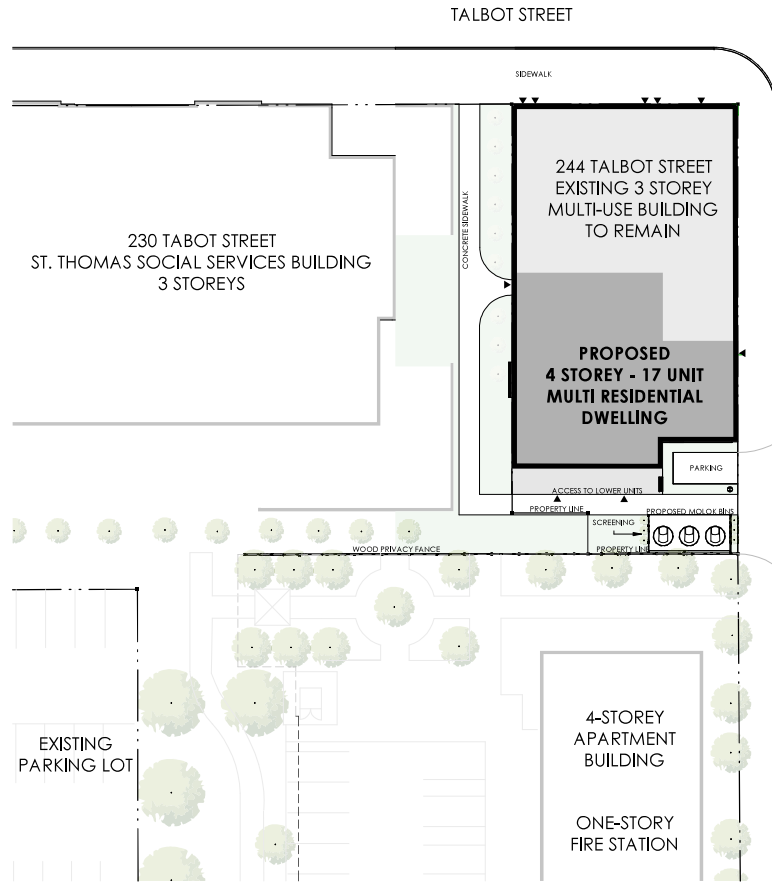 TALBOT STREET
SIDEWALK
244 TALBOT STREET
EXISTING 3 STOREY
MULTI-USE BUILDING
TO REMAIN
CONCRETE SIDEWALK
230 TABOT STREET
ST. THOMAS SOCIAL SERVICES BUILDING
3 STOREYS
PROPOSED
4 STOREY - 17 UNIT
MULTI RESIDENTIAL
DWELLING
PARKING
ACCESS TO LOWER UNITS
PROPERTY LINE
PROPOSED MOLOK BINS
SCREENING
WOOD PRIVACY FANCE
PROPERTY LINE
4-STOREY
APARTMENT
BUILDING
EXISTING
PARKING LOT
ONE-STORY
FIRE STATION